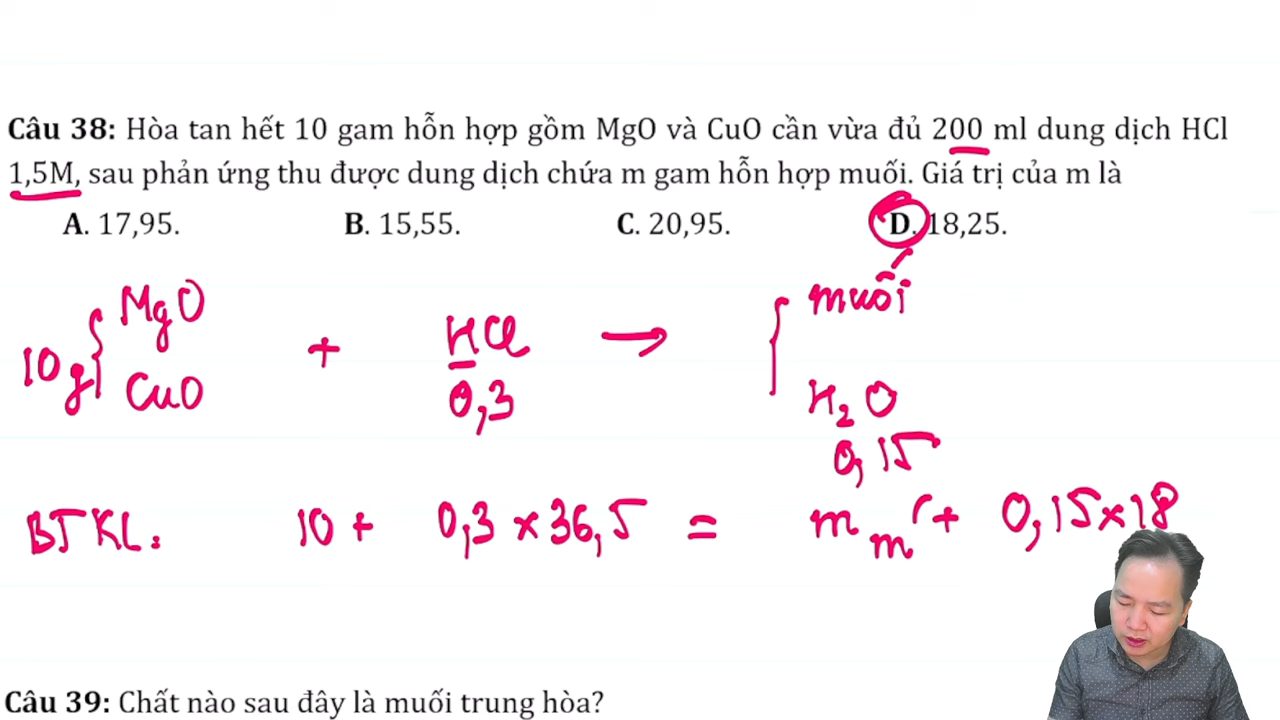 Câu 38: Hòa tan hết 10 gam hỗn hợp gồm MgO và CuO cần vừa đủ 200 ml dung dịch HCl
1,5M, sau phản ứng thu được dung dịch chứa m gam hỗn hợp muối. Giá trị của m là
A. 17,95. B. 15,55. C. 20,95. D. 18,25.
10g { MgO CuO + HCl 0,3 → { muối H₂O 0,15
BTKL: 10 + 0,3 × 36,5 = m m' + 0,15×18
Câu 39: Chất nào sau đây là muối trung hòa?